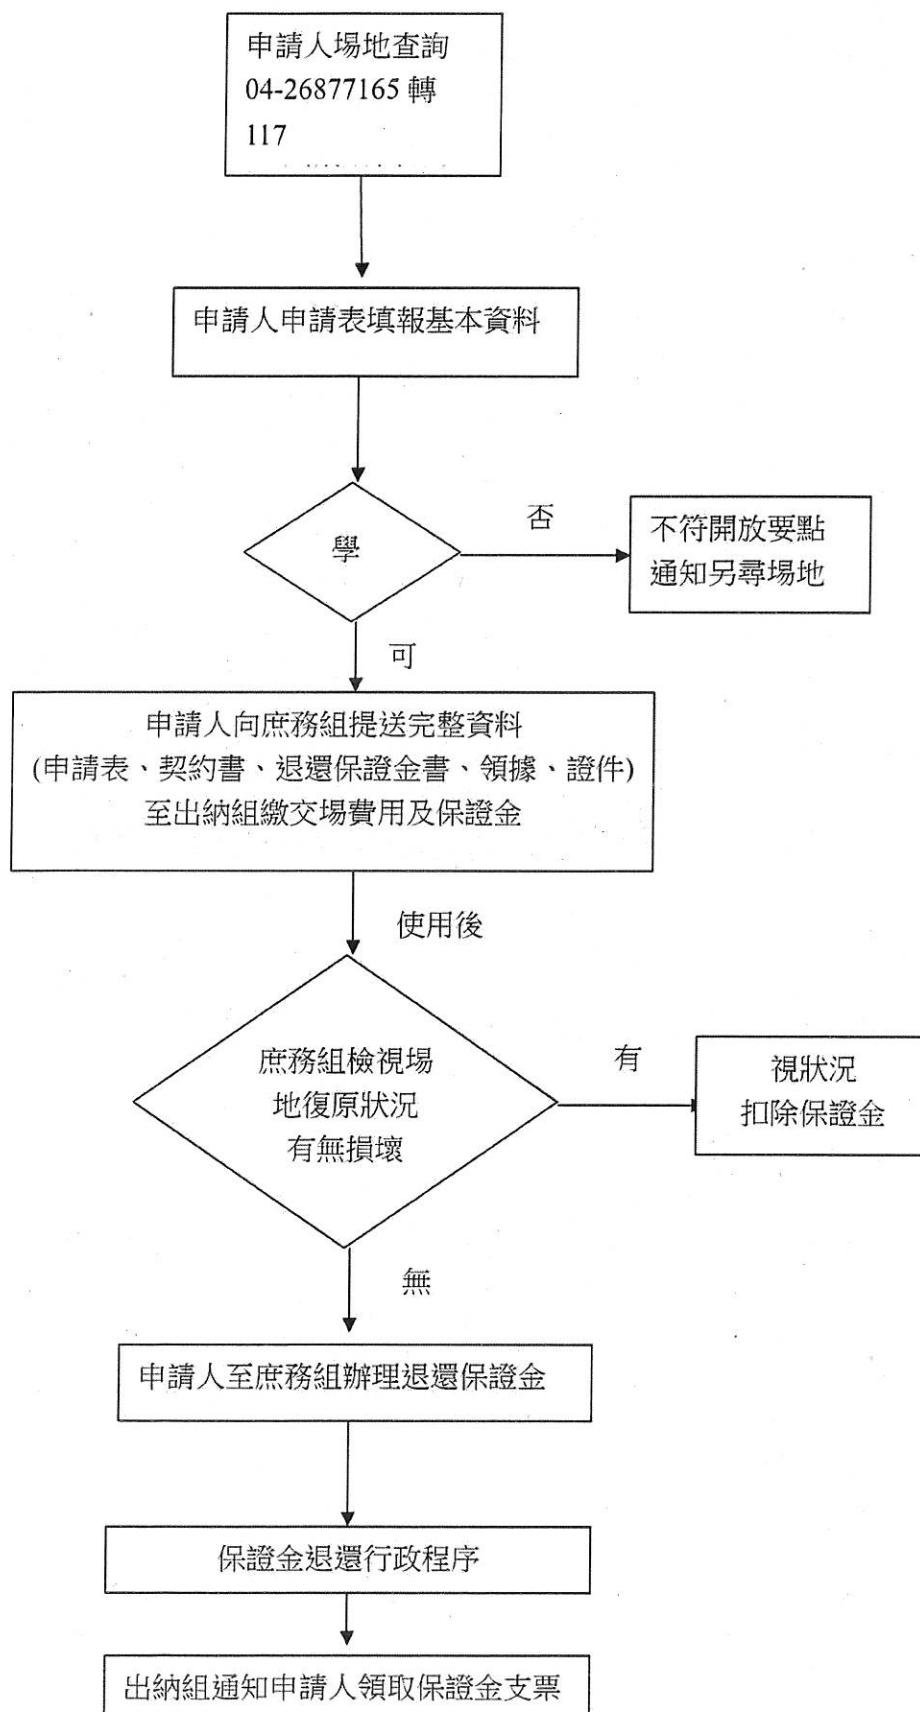 申請人場地查詢
04-26877165 轉
117
申請人申請表填報基本資料
學
否
不符開放要點
通知另尋場地
可
申請人向庶務組提送完整資料
(申請表、契約書、退還保證金書、領據、證件)
至出納組繳交場費用及保證金
使用後
庶務組檢視場
地復原狀況
有無損壞
有
視狀況
扣除保證金
無
申請人至庶務組辦理退還保證金
保證金退還行政程序
出納組通知申請人領取保證金支票